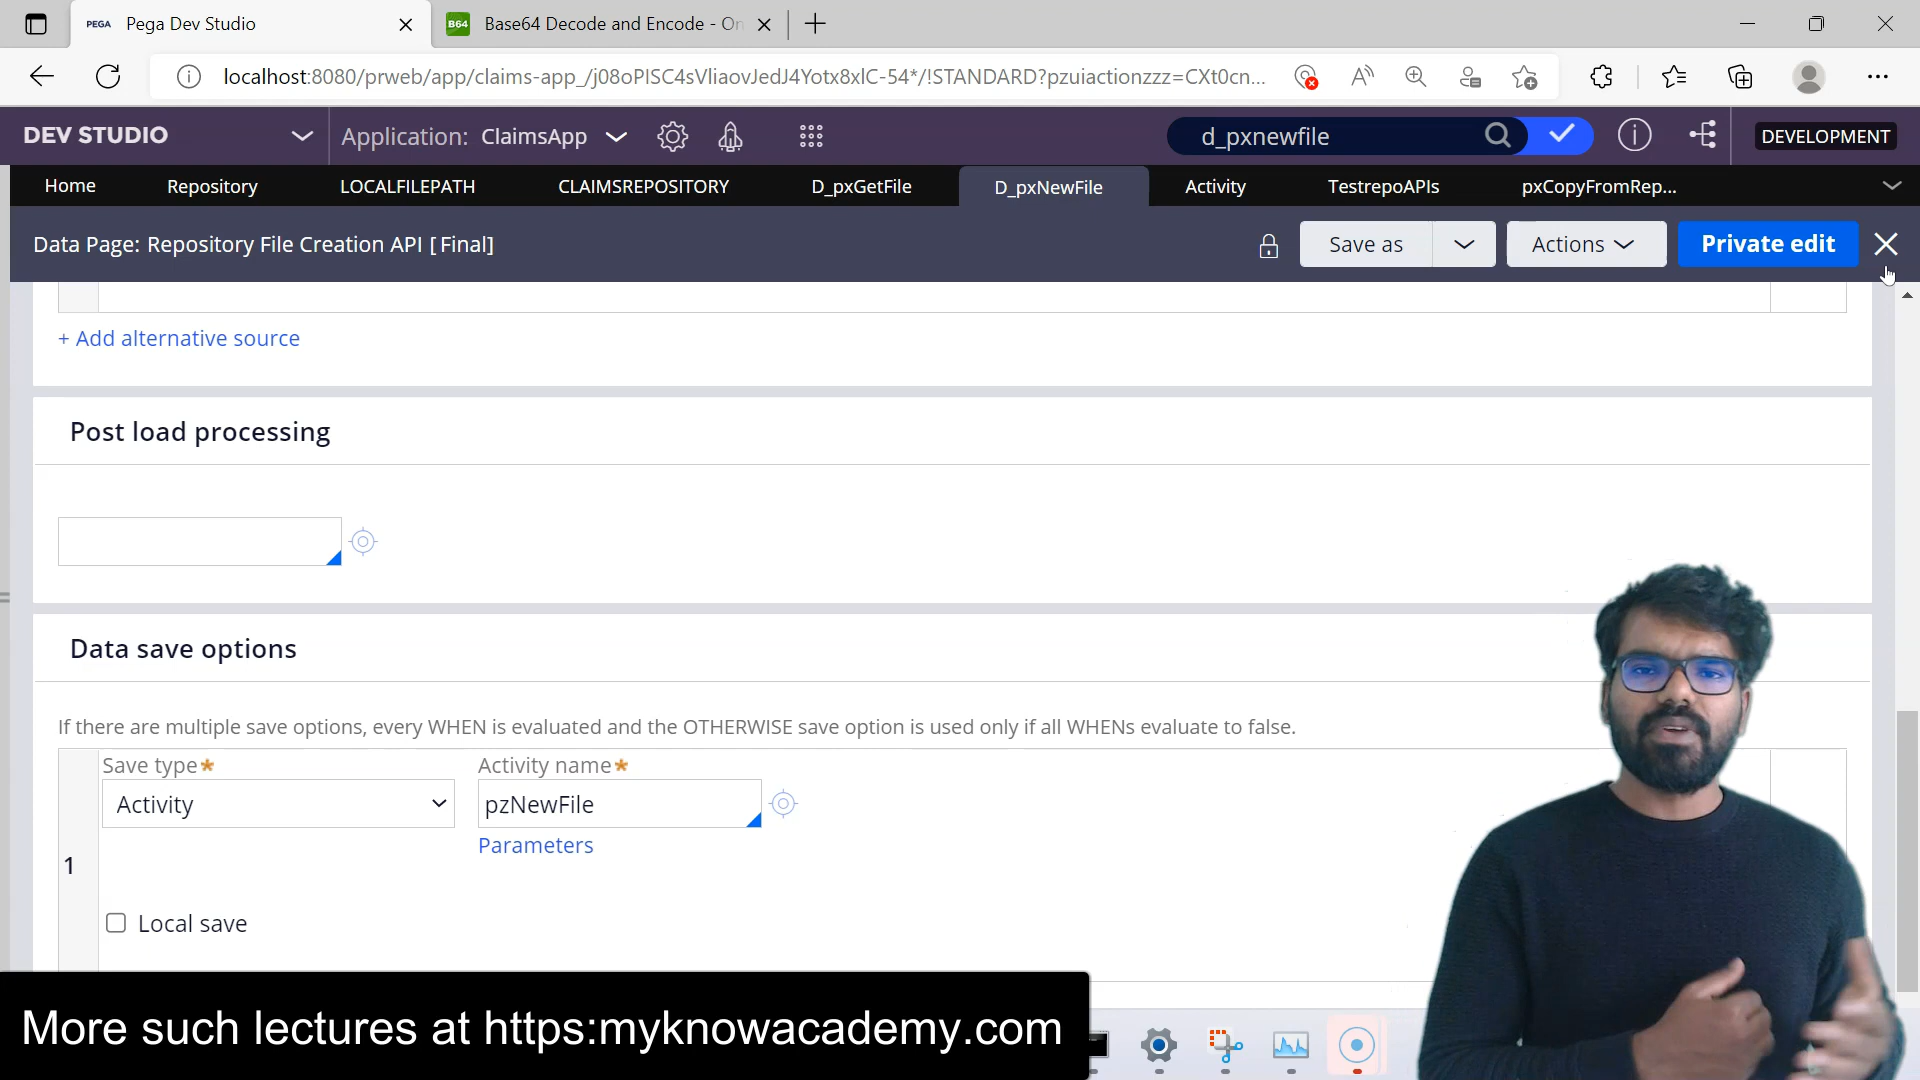 PEGA Pega Dev Studio
B64 Base64 Decode and Encode - On
localhost:8080/prweb/app/claims-app_/j08oPISC4sVliaovJedJ4Yotx8xlC-54*/!STANDARD?pzuiactionzzz=CXt0cn...
DEV STUDIO Application: ClaimsApp d_pxnewfile DEVELOPMENT
Home Repository LOCALFILEPATH CLAIMSREPOSITORY D_pxGetFile D_pxNewFile Activity TestrepoAPIs pxCopyFromRep...
Data Page: Repository File Creation API [ Final] Save as Actions Private edit
+ Add alternative source
Post load processing
Data save options
If there are multiple save options, every WHEN is evaluated and the OTHERWISE save option is used only if all WHENs evaluate to false.
Save type* Activity name*
Activity pzNewFile
Parameters
1
Local save
More such lectures at https:myknowacademy.com